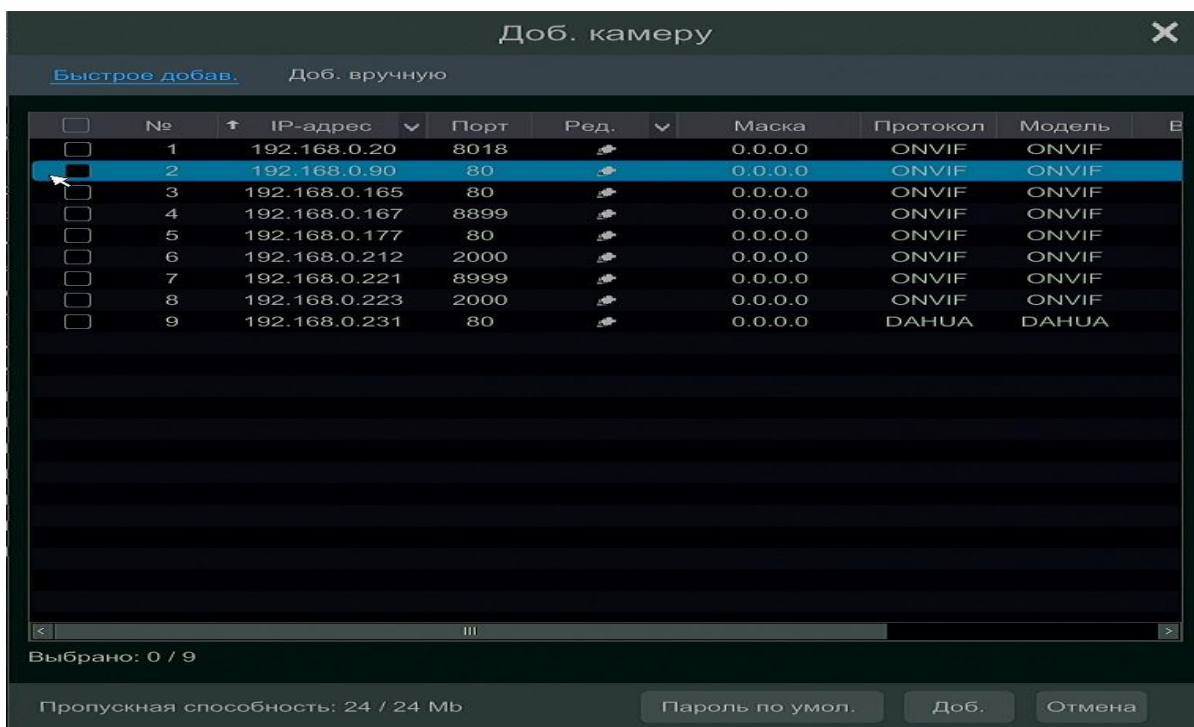 Доб. камеру
Быстрое добав. Доб. вручную
№ IP-адрес Порт Ред. Маска Протокол Модель В
1 192.168.0.20 8018 0.0.0.0 ONVIF ONVIF
2 192.168.0.90 80 0.0.0.0 ONVIF ONVIF
3 192.168.0.165 80 0.0.0.0 ONVIF ONVIF
4 192.168.0.167 8899 0.0.0.0 ONVIF ONVIF
5 192.168.0.177 80 0.0.0.0 ONVIF ONVIF
6 192.168.0.212 2000 0.0.0.0 ONVIF ONVIF
7 192.168.0.221 8999 0.0.0.0 ONVIF ONVIF
8 192.168.0.223 2000 0.0.0.0 ONVIF ONVIF
9 192.168.0.231 80 0.0.0.0 DAHUA DAHUA
Выбрано: 0 / 9
Пропускная способность: 24 / 24 Mb Пароль по умол. Доб. Отмена